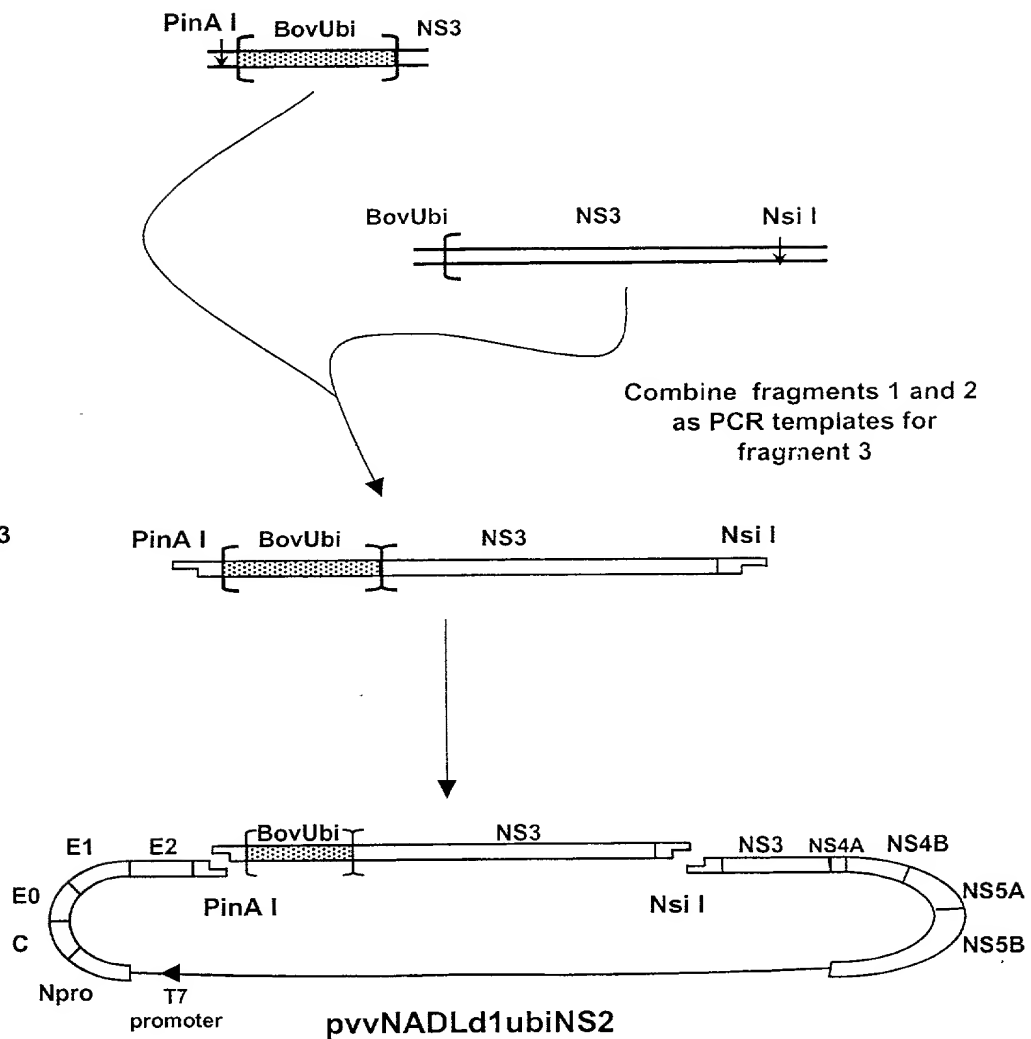 PinA I BovUbi NS3
BovUbi NS3 Nsi I
Combine fragments 1 and 2
as PCR templates for
fragment 3
3 PinA I BovUbi NS3 Nsi I
E1 E2 BovUbi NS3 NS3 NS4A NS4B
E0 PinA I Nsi I NS5A
C NS5B
Npro T7
promoter
pvvNADLd1ubiNS2